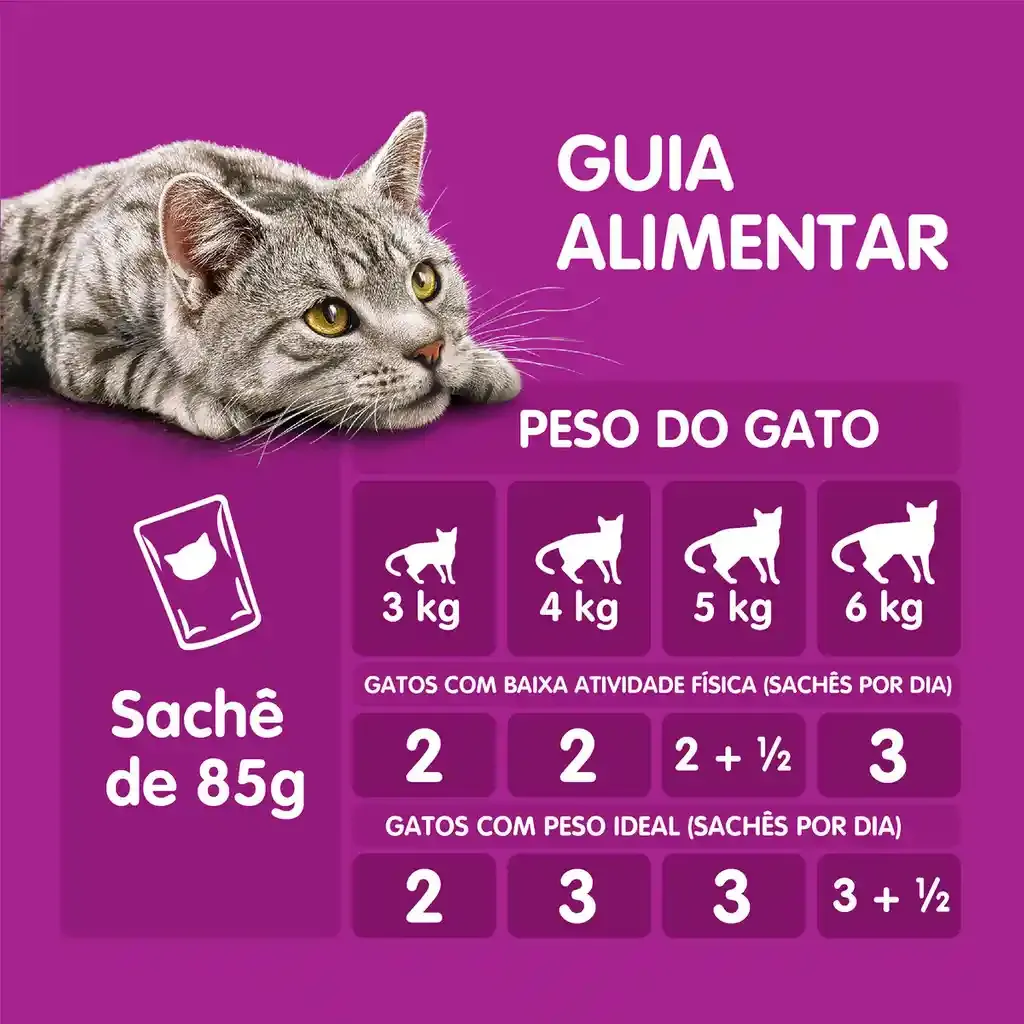 GUIA
ALIMENTAR
PESO DO GATO
3 kg
4 kg
5 kg
6 kg
Sachê
de 85g
GATOS COM BAIXA ATIVIDADE FÍSICA (SACHÊS POR DIA)
2
2
2 + ½
3
GATOS COM PESO IDEAL (SACHÊS POR DIA)
2
3
3
3 + ½